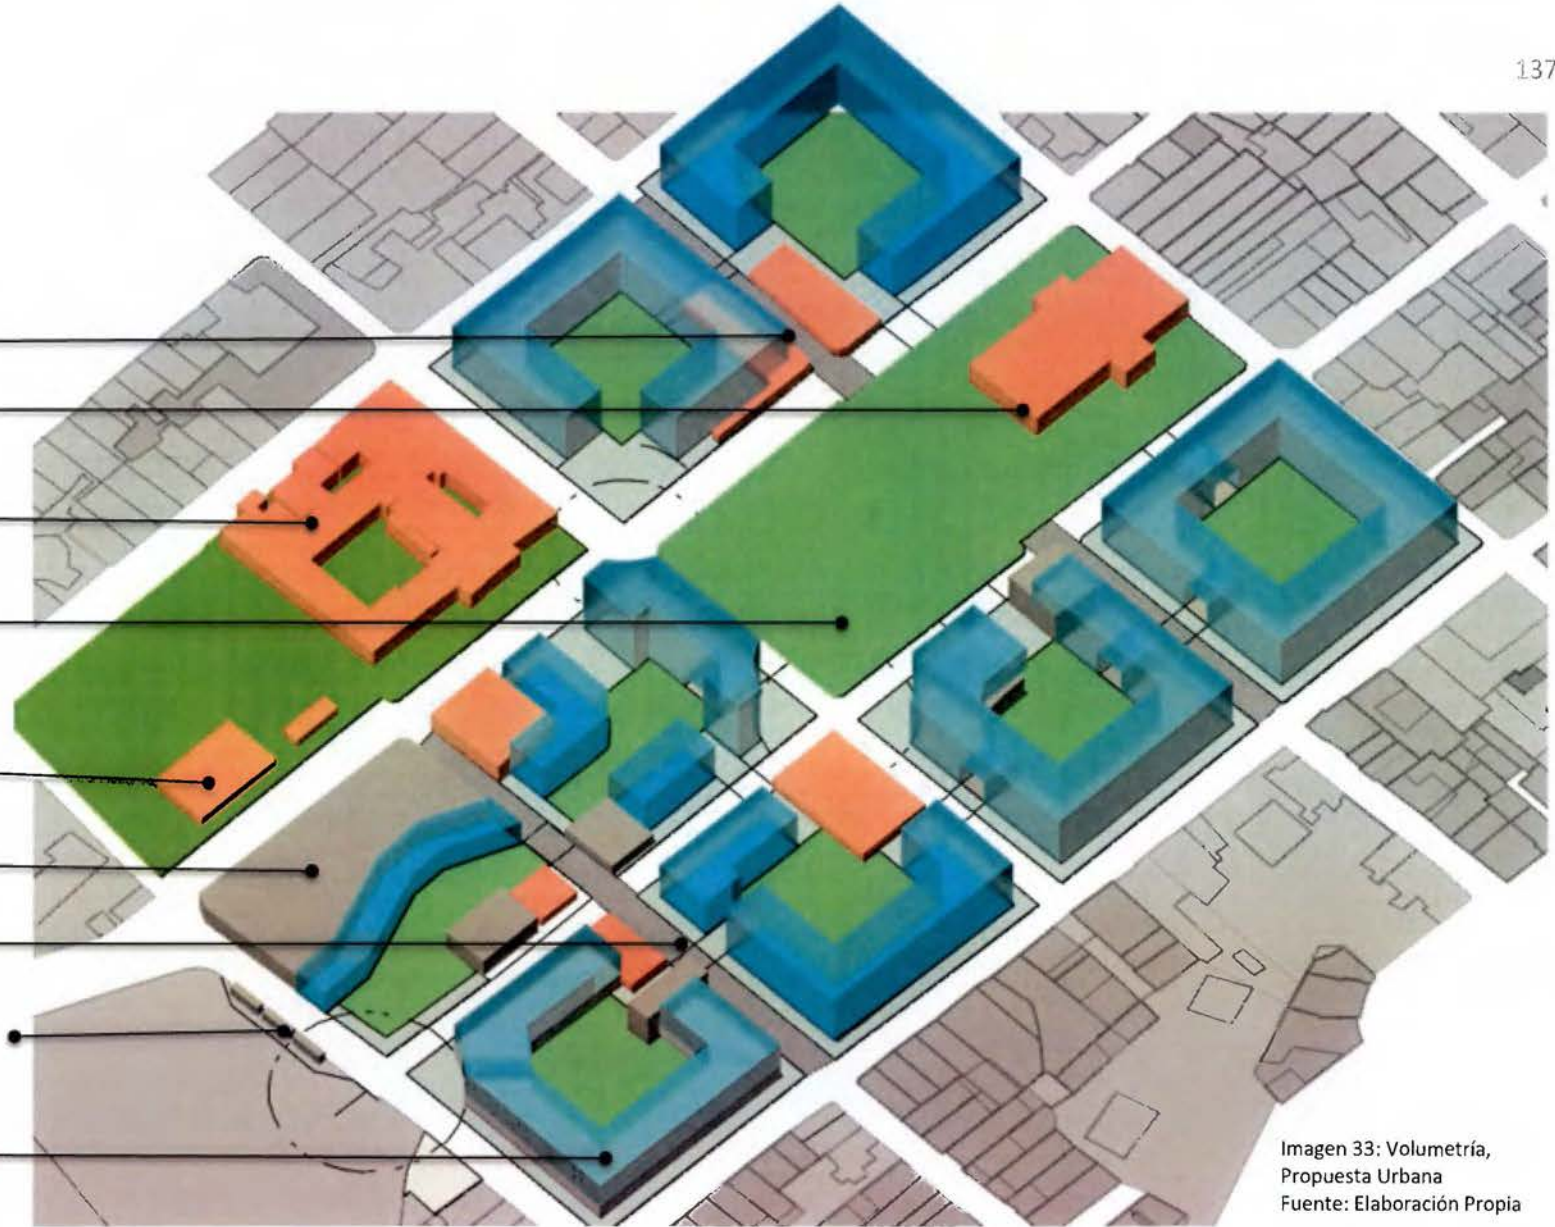 137
Imagen 33: Volumetría,
Propuesta Urbana
Fuente: Elaboración Propia